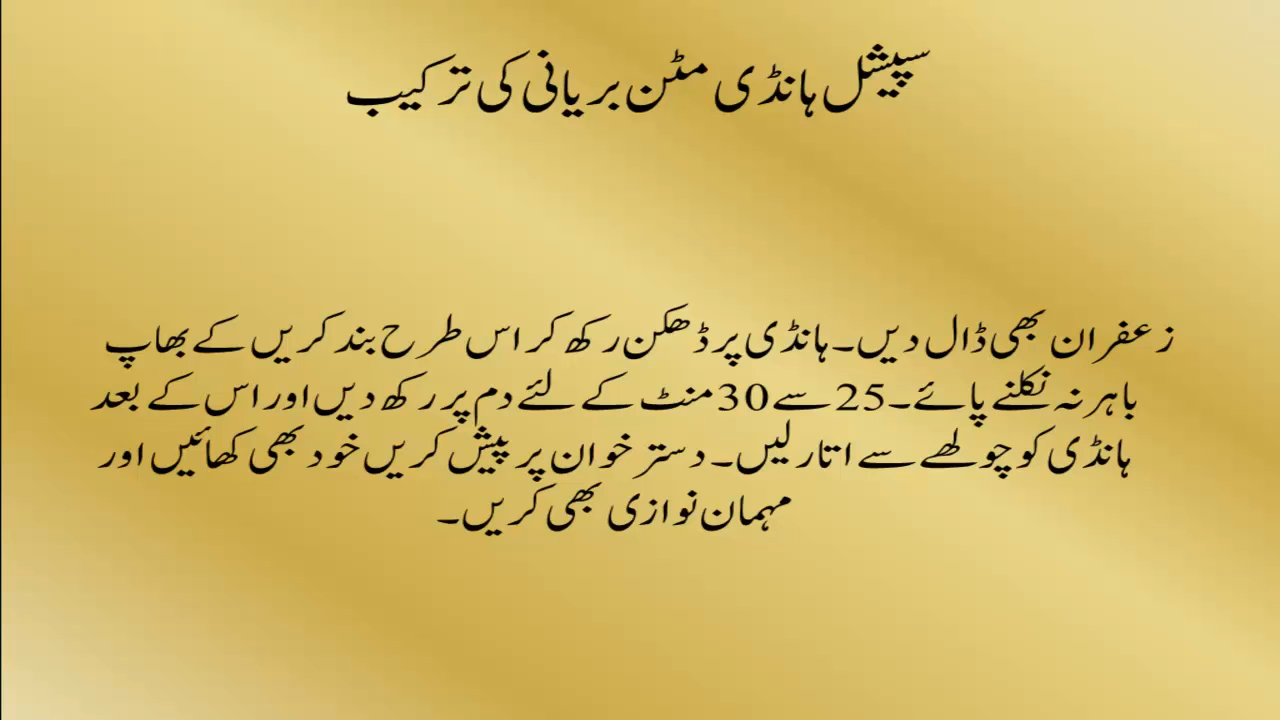 سپیشل ہانڈی مٹن بریانی کی ترکیب
زعفران بھی ڈال دیں۔ ہانڈی پر ڈھکن رکھ کر اس طرح بند کریں کے بھاپ
باہر نہ نکلنے پائے۔ 25 سے 30 منٹ کے لئے دم پر رکھ دیں اور اس کے بعد
ہانڈی کو چولھے سے اتار لیں۔ دستر خوان پر پیش کریں خود بھی کھائیں اور
مہمان نوازی بھی کریں۔